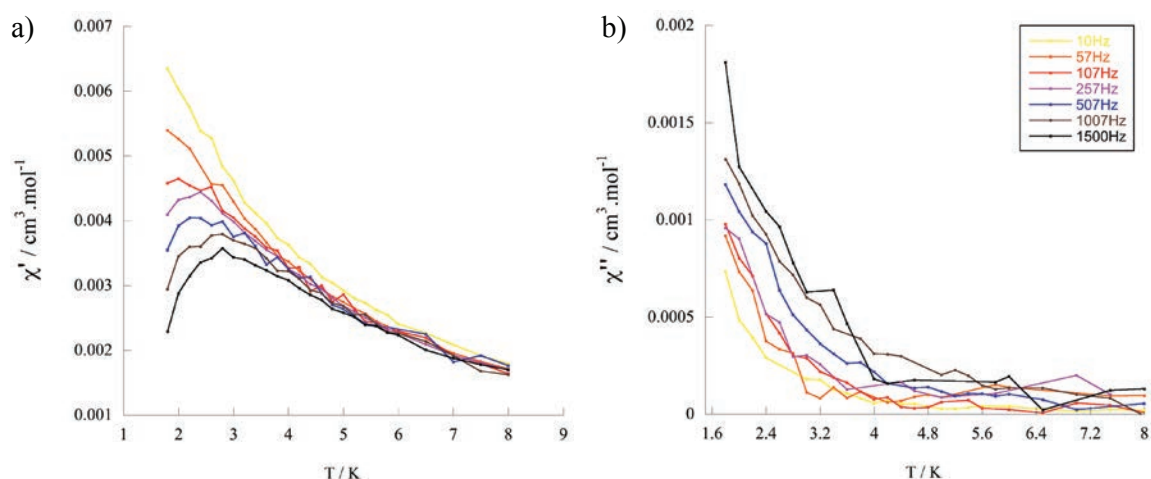 a)
0.007
0.006
0.005
0.004
0.003
0.002
0.001
χ' / cm³.mol⁻¹
1 2 3 4 5 6 7 8 9
T / K
b)
0.002
0.0015
0.001
0.0005
0
χ'' / cm³.mol⁻¹
1.6 2.4 3.2 4 4.8 5.6 6.4 7.2 8
T / K
10Hz
57Hz
107Hz
257Hz
507Hz
1007Hz
1500Hz